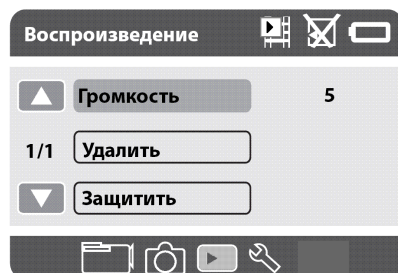 Воспроизведение
Громкость 5
1/1 Удалить
Защитить